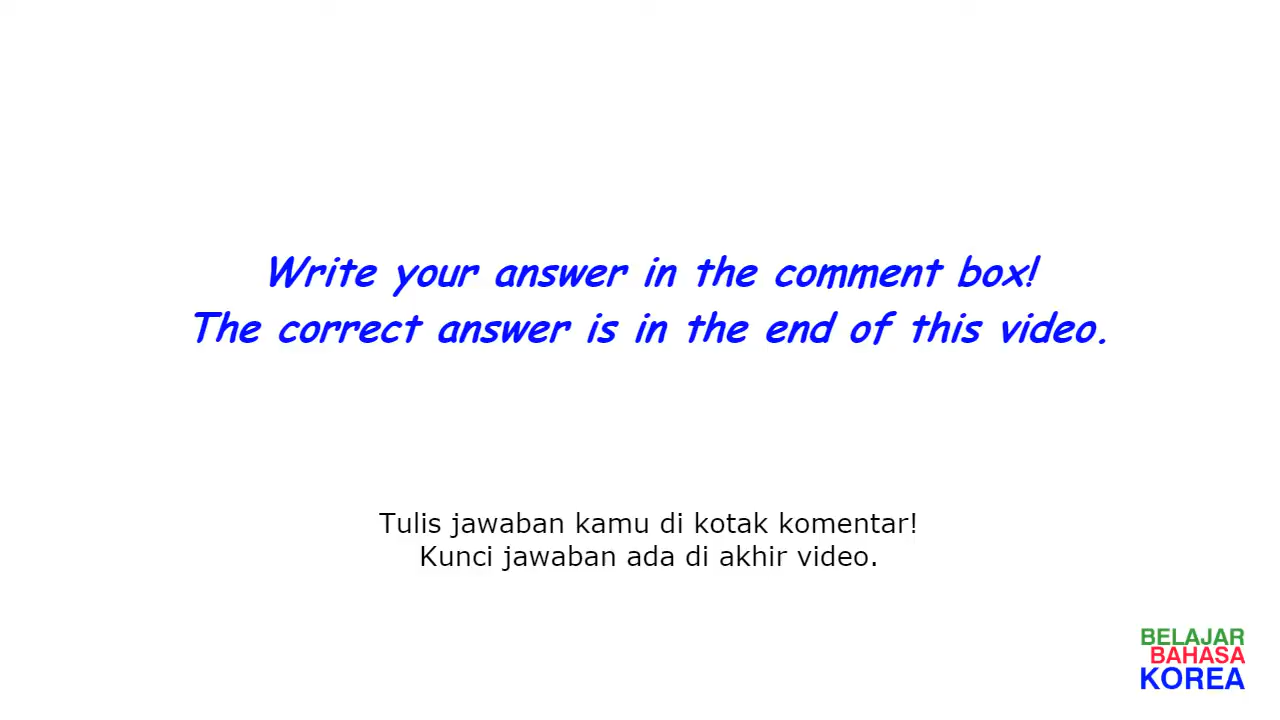 Write your answer in the comment box!
The correct answer is in the end of this video.
Tulis jawaban kamu di kotak komentar!
Kunci jawaban ada di akhir video.
BELAJAR
BAHASA
KOREA